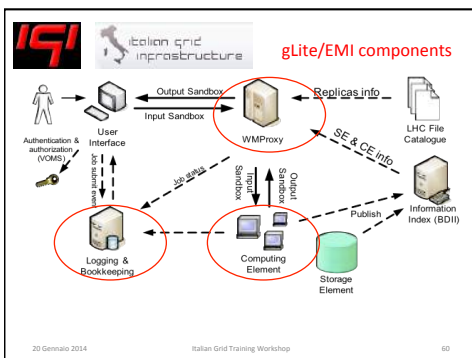 IGI
italian grid
infrastructure
gLite/EMI components
Output Sandbox
Input Sandbox
Replicas info
User
Interface
WMProxy
LHC File
Catalogue
Authentication &
authorization
(VOMS)
Job submit event
Job status
Input
Sandbox
Output
Sandbox
SE & CE info
Publish
Information
Index (BDII)
Logging &
Bookkeeping
Computing
Element
Storage
Element
20 Gennaio 2014
Italian Grid Training Workshop
60